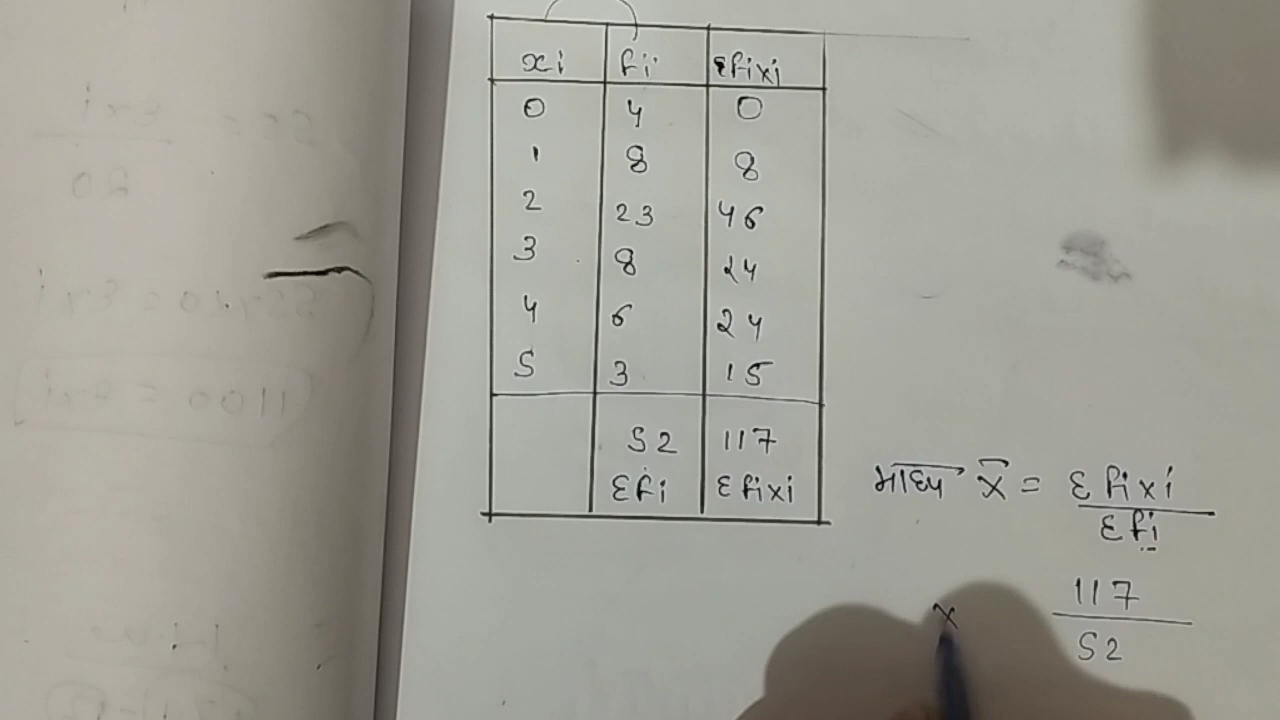 xi fi Σfixi
0 4 0
1 8 8
2 23 46
3 8 24
4 6 24
5 3 15
52 117
Σfi Σfixi
माध्य x̄ = Σfixi
Σfi
117
52
x